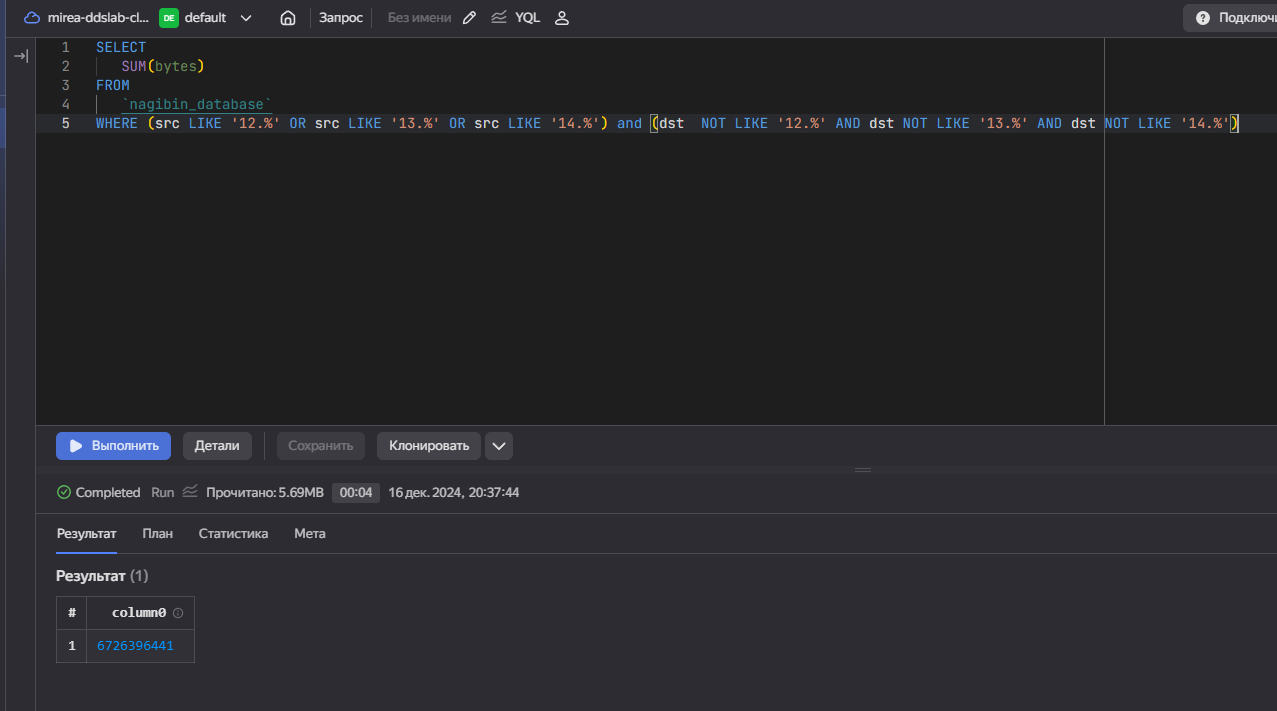 mirea-ddslab-cl... DE default Запрос Без имени YQL
1 SELECT
2 SUM(bytes)
3 FROM
4 `nagibin_database`
5 WHERE (src LIKE '12.%' OR src LIKE '13.%' OR src LIKE '14.%') and (dst  NOT LIKE '12.%' AND dst NOT LIKE '13.%' AND dst NOT LIKE '14.%')
Выполнить Детали Сохранить Клонировать
Completed Run Прочитано: 5.69MB 00:04 16 дек. 2024, 20:37:44
Результат План Статистика Мета
Результат (1)
# column0
1 6726396441